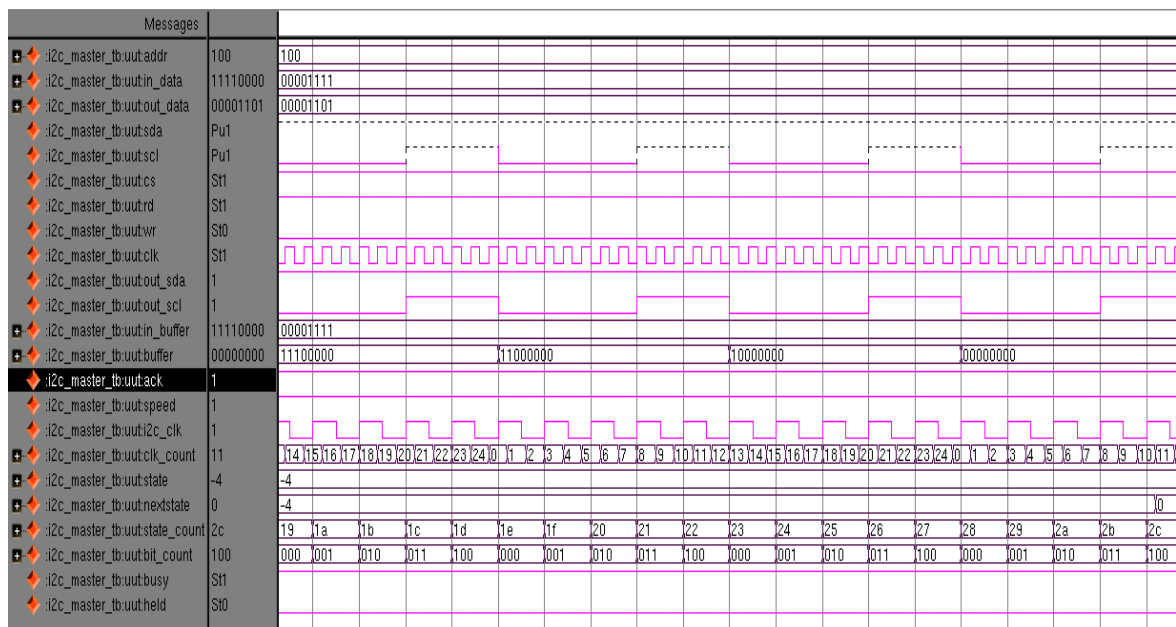 Messages
:i2c_master_tb:uut:addr 100 100
:i2c_master_tb:uut:in_data 11110000 00001111
:i2c_master_tb:uut:out_data 00001101 00001101
:i2c_master_tb:uut:sda Pu1
:i2c_master_tb:uut:scl Pu1
:i2c_master_tb:uut:cs St1
:i2c_master_tb:uut:rd St1
:i2c_master_tb:uut:wr St0
:i2c_master_tb:uut:clk St1
:i2c_master_tb:uut:out_sda 1
:i2c_master_tb:uut:out_scl 1
:i2c_master_tb:uut:in_buffer 11110000 00001111
:i2c_master_tb:uut:buffer 00000000 11100000 11000000 10000000 00000000
:i2c_master_tb:uut:ack 1
:i2c_master_tb:uut:speed 1
:i2c_master_tb:uut:i2c_clk 1
:i2c_master_tb:uut:clk_count 11 14 15 16 17 18 19 20 21 22 23 24 0 1 2 3 4 5 6 7 8 9 10 11 12 13 14 15 16 17 18 19 20 21 22 23 24 0 1 2 3 4 5 6 7 8 9 10 11
:i2c_master_tb:uut:state -4 -4
:i2c_master_tb:uut:nextstate 0 -4 0
:i2c_master_tb:uut:state_count 2c 19 1a 1b 1c 1d 1e 1f 20 21 22 23 24 25 26 27 28 29 2a 2b 2c
:i2c_master_tb:uut:bit_count 100 000 001 010 011 100 000 001 010 011 100 000 001 010 011 100 000 001 010 011 100
:i2c_master_tb:uut:busy St1
:i2c_master_tb:uut:held St0